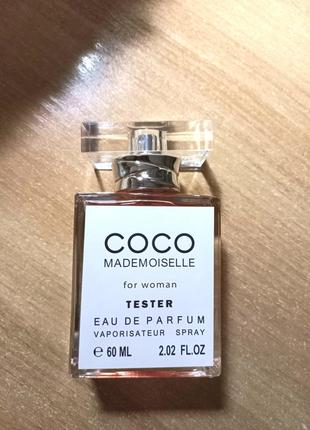 COCO
MADEMOISELLE
for woman
TESTER
EAU DE PARFUM
VAPORISATEUR SPRAY
℮ 60 ML 2.02 FL.OZ